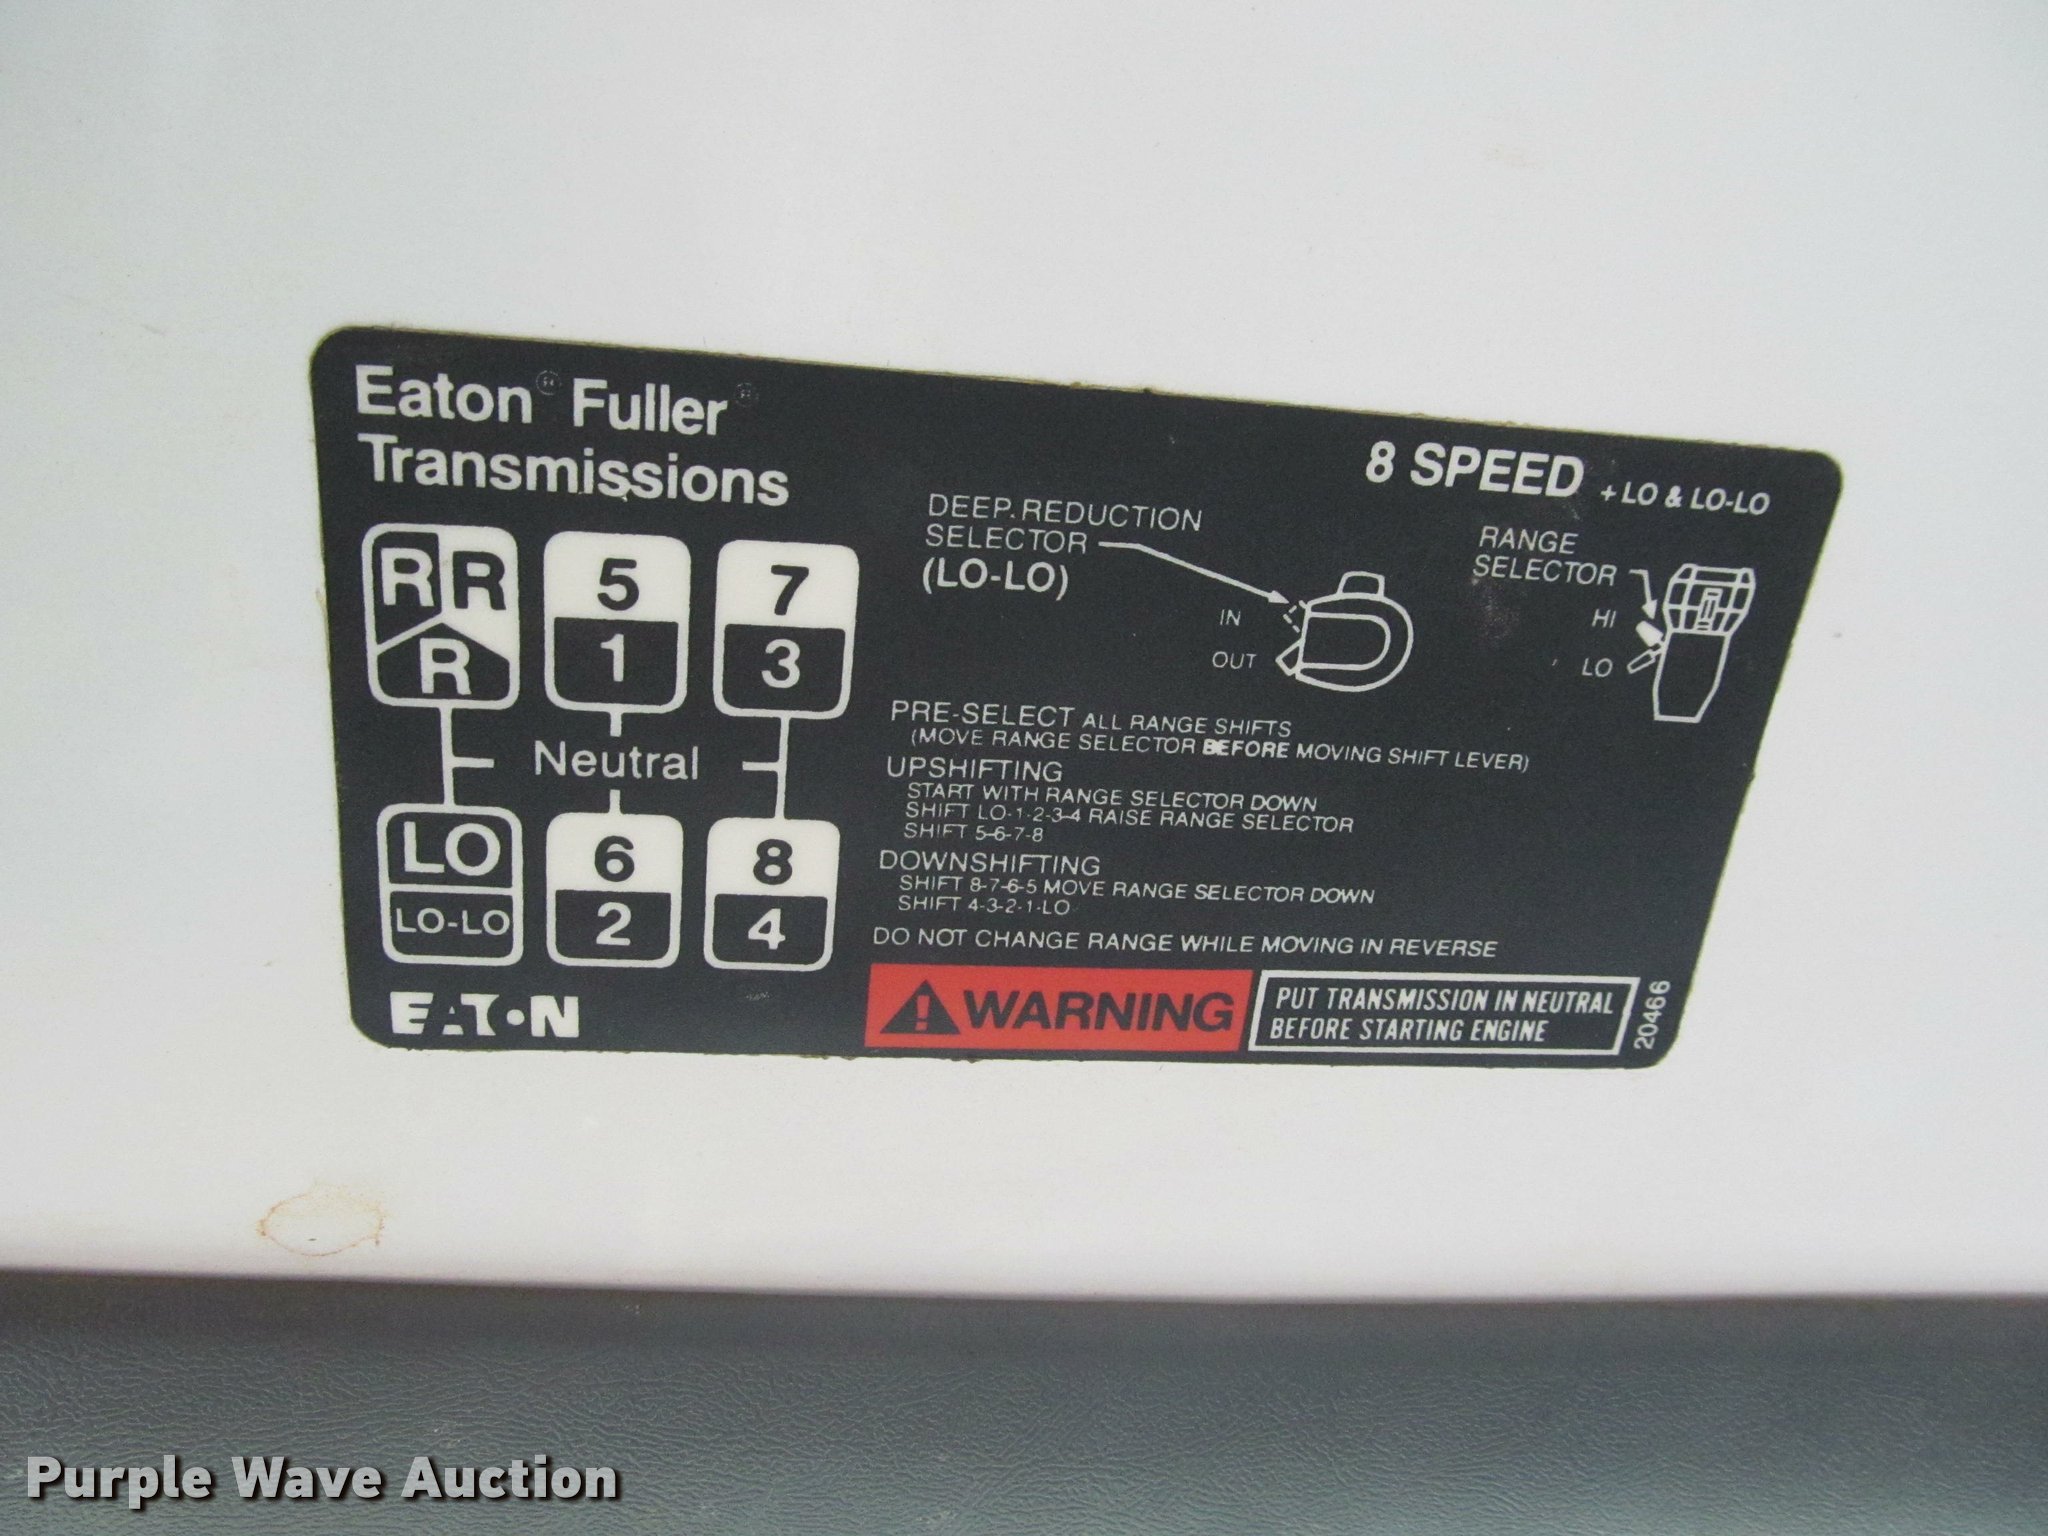 Eaton® Fuller®
Transmissions
8 SPEED + LO & LO-LO
DEEP REDUCTION
SELECTOR
(LO-LO)
IN
OUT
RANGE
SELECTOR
HI
LO
R R
R
5
1
7
3
Neutral
LO
LO-LO
6
2
8
4
PRE-SELECT ALL RANGE SHIFTS
(MOVE RANGE SELECTOR BEFORE MOVING SHIFT LEVER)
UPSHIFTING
START WITH RANGE SELECTOR DOWN
SHIFT LO-1-2-3-4 RAISE RANGE SELECTOR
SHIFT 5-6-7-8
DOWNSHIFTING
SHIFT 8-7-6-5 MOVE RANGE SELECTOR DOWN
SHIFT 4-3-2-1-LO
DO NOT CHANGE RANGE WHILE MOVING IN REVERSE
EATON
WARNING
PUT TRANSMISSION IN NEUTRAL
BEFORE STARTING ENGINE
20466
Purple Wave Auction